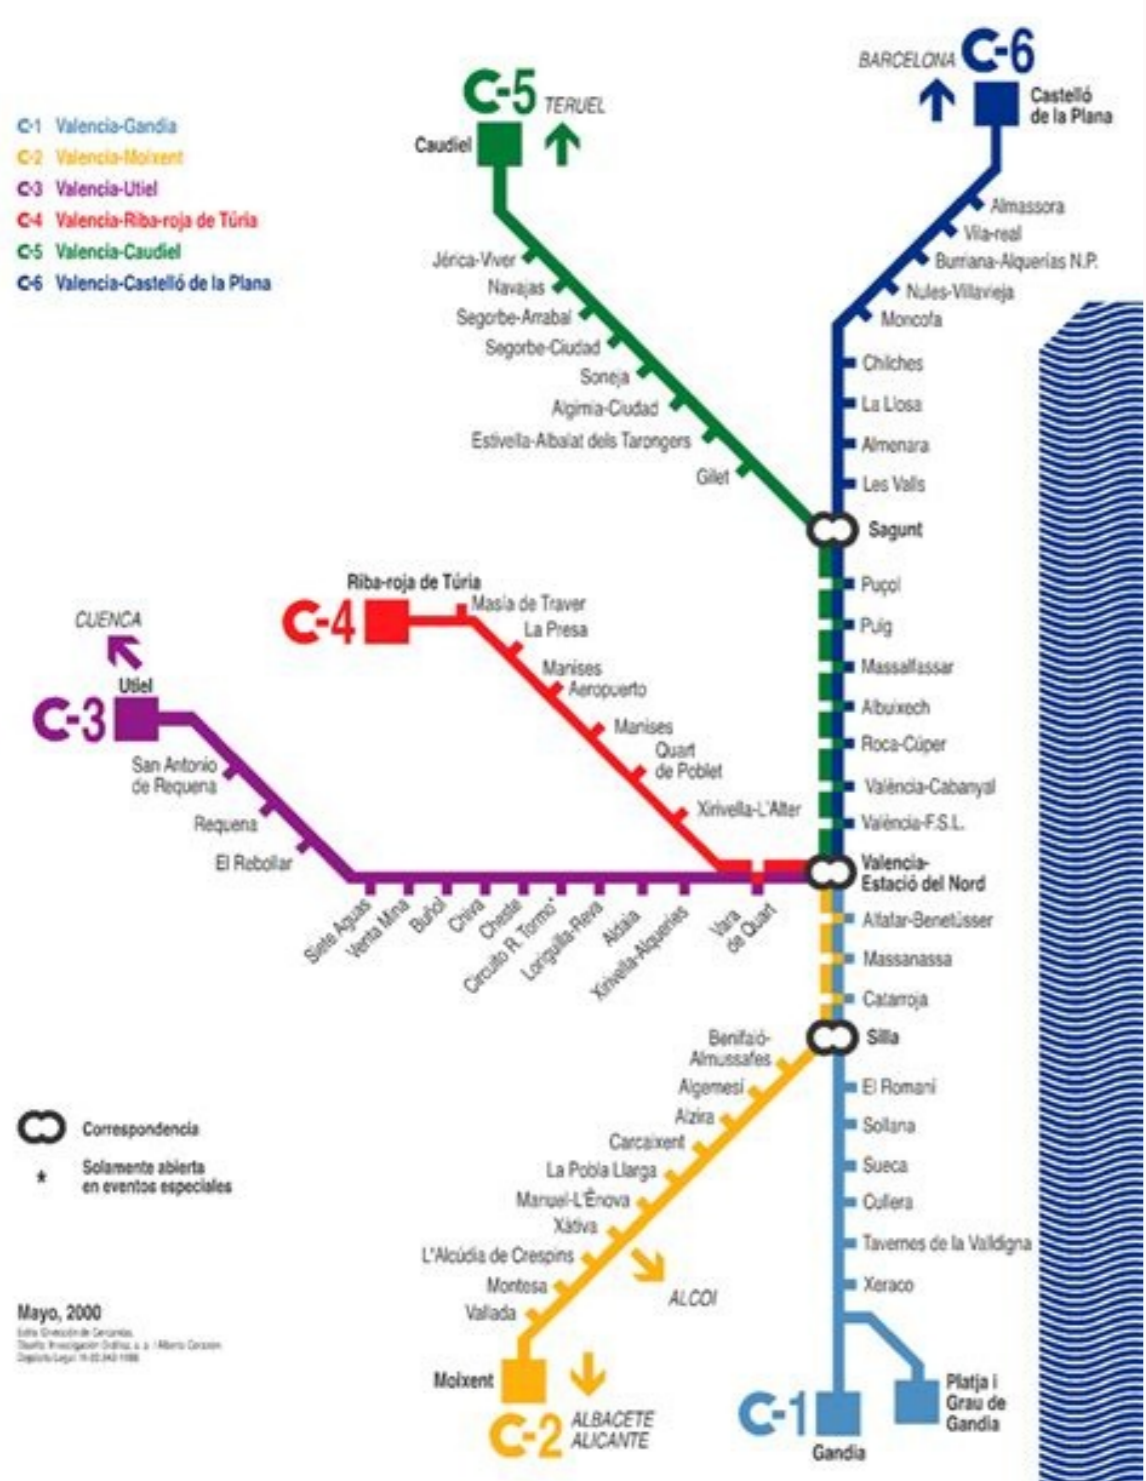 C-6
BARCELONA
Castelló
de la Plana
C-5
TERUEL
Caudiel
C-1 Valencia-Gandia
C-2 Valencia-Moixent
C-3 Valencia-Utiel
C-4 Valencia-Riba-roja de Túria
C-5 Valencia-Caudiel
C-6 Valencia-Castelló de la Plana
Almassora
Vila-real
Burriana-Alquerías N.P.
Nules-Villavieja
Moncofa
Chilches
La Llosa
Almenara
Les Valls
Jérica-Viver
Navajas
Segorbe-Arrabal
Segorbe-Ciudad
Soneja
Algimia-Ciudad
Estivella-Albalat dels Tarongers
Gilet
Sagunt
Puçol
Puig
Massalfassar
Albuixech
Roca-Cúper
València-Cabanyal
València-F.S.L.
Valencia-
Estació del Nord
Riba-roja de Túria
C-4
Masía de Traver
La Presa
Manises
Aeropuerto
Manises
Quart
de Poblet
Xirivella-L'Alter
CUENCA
Utiel
C-3
San Antonio
de Requena
Requena
El Rebollar
Siete Aguas
Venta Mina
Buñol
Chiva
Cheste
Circuito R. Tormo*
Loriguilla-Reva
Aldaia
Xirivella-Alqueries
Vara
de Quart
Alfafar-Benetússer
Massanassa
Catarroja
Silla
Benifaió-
Almussafes
Algemesí
Alzira
Carcaixent
La Pobla Llarga
Manuel-L'Ènova
Xàtiva
L'Alcúdia de Crespins
Montesa
Vallada
ALCOI
Moixent
C-2
ALBACETE
ALICANTE
El Romaní
Sollana
Sueca
Cullera
Tavernes de la Valldigna
Xeraco
C-1
Gandia
Platja i
Grau de
Gandia
Correspondencia
* Solamente abierta
en eventos especiales
Mayo, 2000